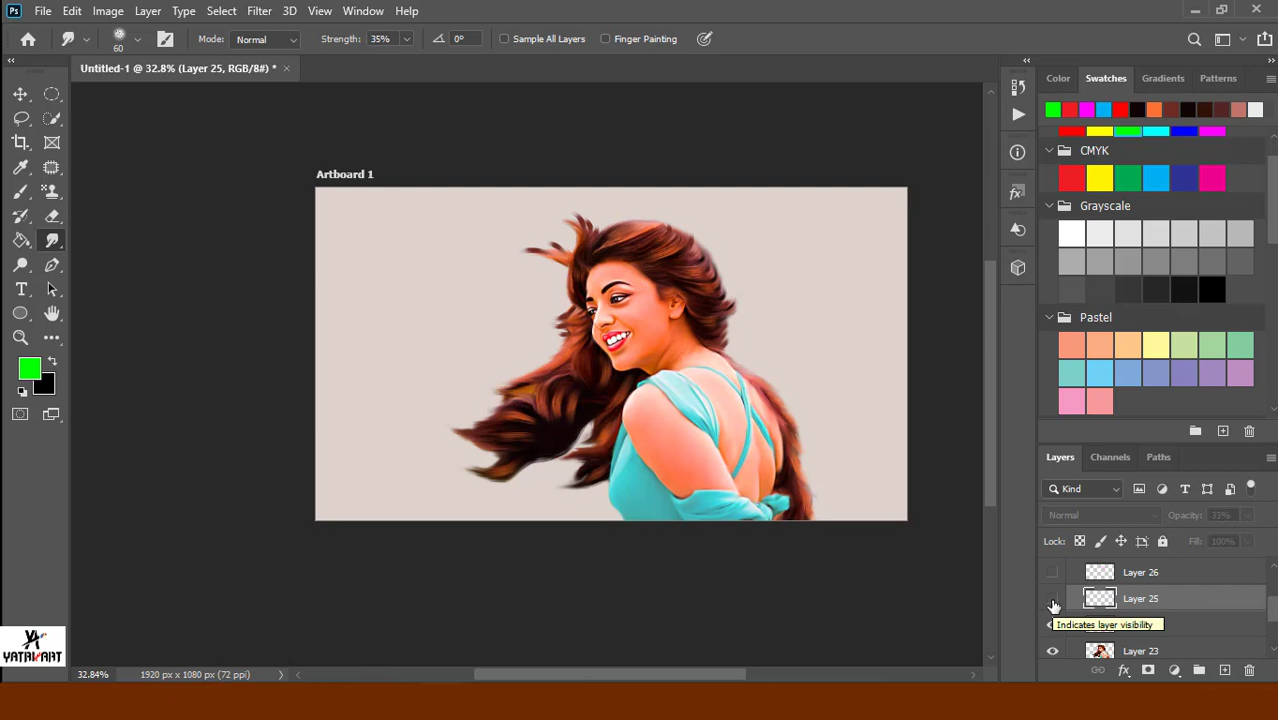 Ps File Edit Image Layer Type Select Filter 3D View Window Help
60 Mode: Normal Strength: 35% 0° Sample All Layers Finger Painting
Untitled-1 @ 32.8% (Layer 25, RGB/8#) *
Color Swatches Gradients Patterns
CMYK
Artboard 1
Grayscale
Pastel
Layers Channels Paths
Kind
Normal Opacity: 33%
Lock: Fill: 100%
Layer 26
Layer 25
Indicates layer visibility
Layer 23
YATRIKART
32.84% 1920 px x 1080 px (72 ppi)